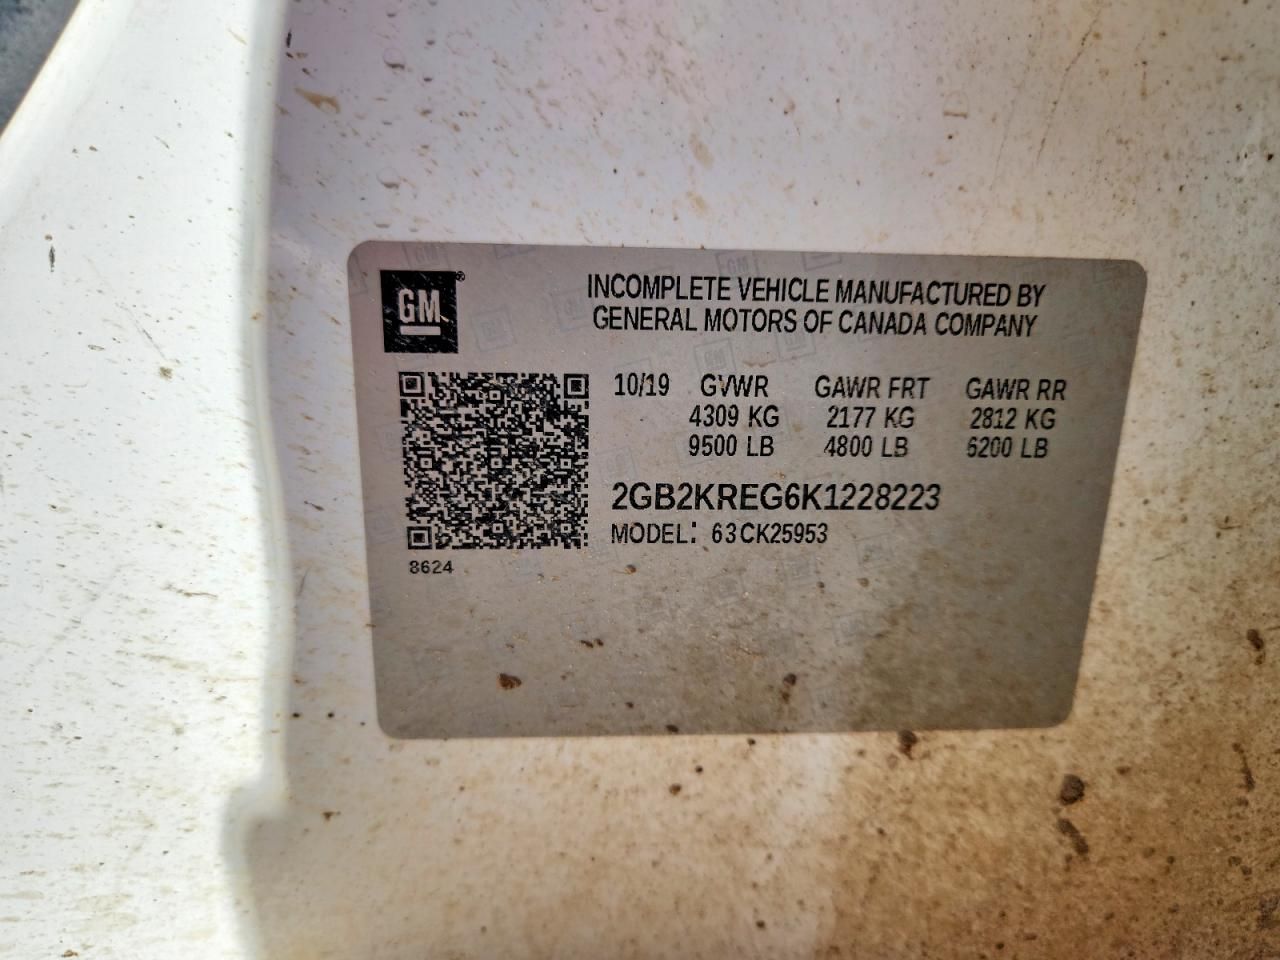 GM
INCOMPLETE VEHICLE MANUFACTURED BY
GENERAL MOTORS OF CANADA COMPANY
10/19 GVWR GAWR FRT GAWR RR
4309 KG 2177 KG 2812 KG
9500 LB 4800 LB 6200 LB
2GB2KREG6K1228223
MODEL: 63CK25953
8624